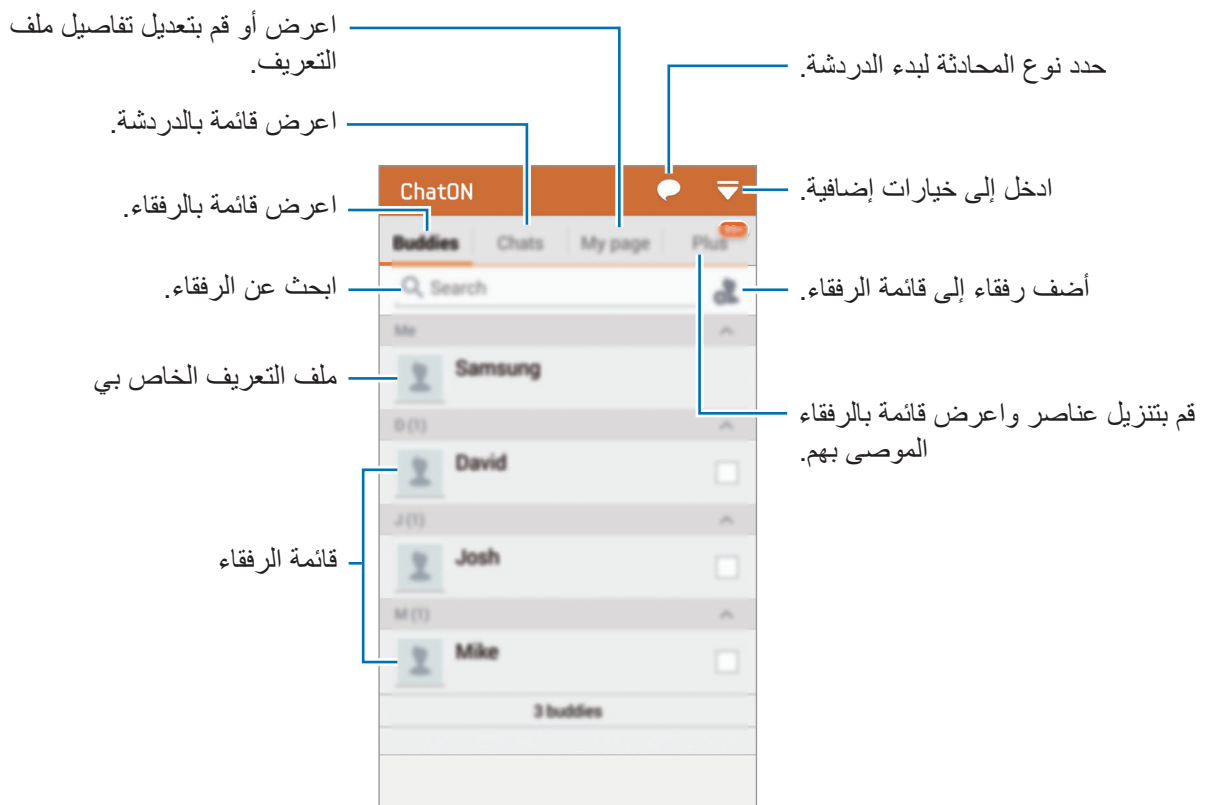 اعرض أو قم بتعديل تفاصيل ملف
التعريف.
حدد نوع المحادثة لبدء الدردشة.
اعرض قائمة بالدردشة.
ادخل إلى خيارات إضافية.
اعرض قائمة بالرفقاء.
ابحث عن الرفقاء.
أضف رفقاء إلى قائمة الرفقاء.
ملف التعريف الخاص بي
قم بتنزيل عناصر واعرض قائمة بالرفقاء
الموصى بهم.
قائمة الرفقاء
ChatON
Buddies Chats My page Plus
Search
Me
Samsung
D (1)
David
J (1)
Josh
M (1)
Mike
3 buddies